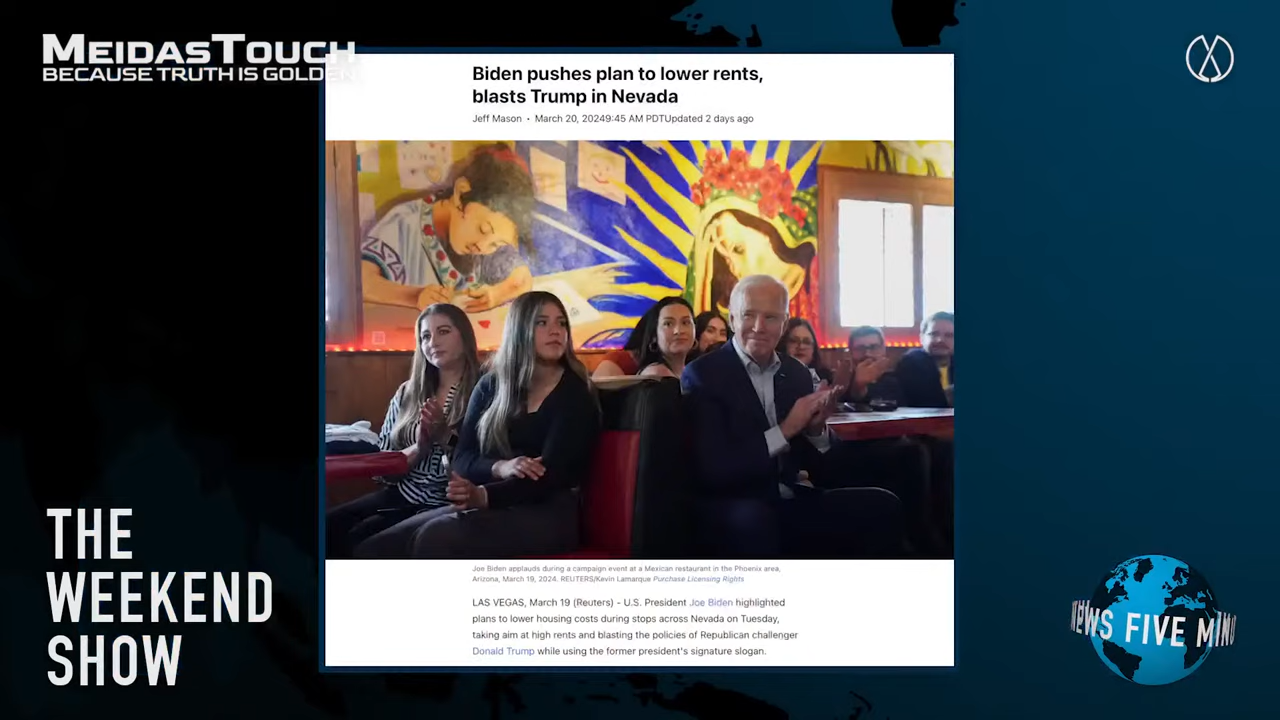 MEIDASTOUCH
BECAUSE TRUTH IS GOLDEN
Biden pushes plan to lower rents,
blasts Trump in Nevada
Jeff Mason • March 20, 20249:45 AM PDTUpdated 2 days ago
Joe Biden applauds during a campaign event at a Mexican restaurant in the Phoenix area,
Arizona, March 19, 2024. REUTERS/Kevin Lamarque Purchase Licensing Rights
LAS VEGAS, March 19 (Reuters) - U.S. President Joe Biden highlighted
plans to lower housing costs during stops across Nevada on Tuesday,
taking aim at high rents and blasting the policies of Republican challenger
Donald Trump while using the former president's signature slogan.
THE
WEEKEND
SHOW
NEWS FIVE MINU